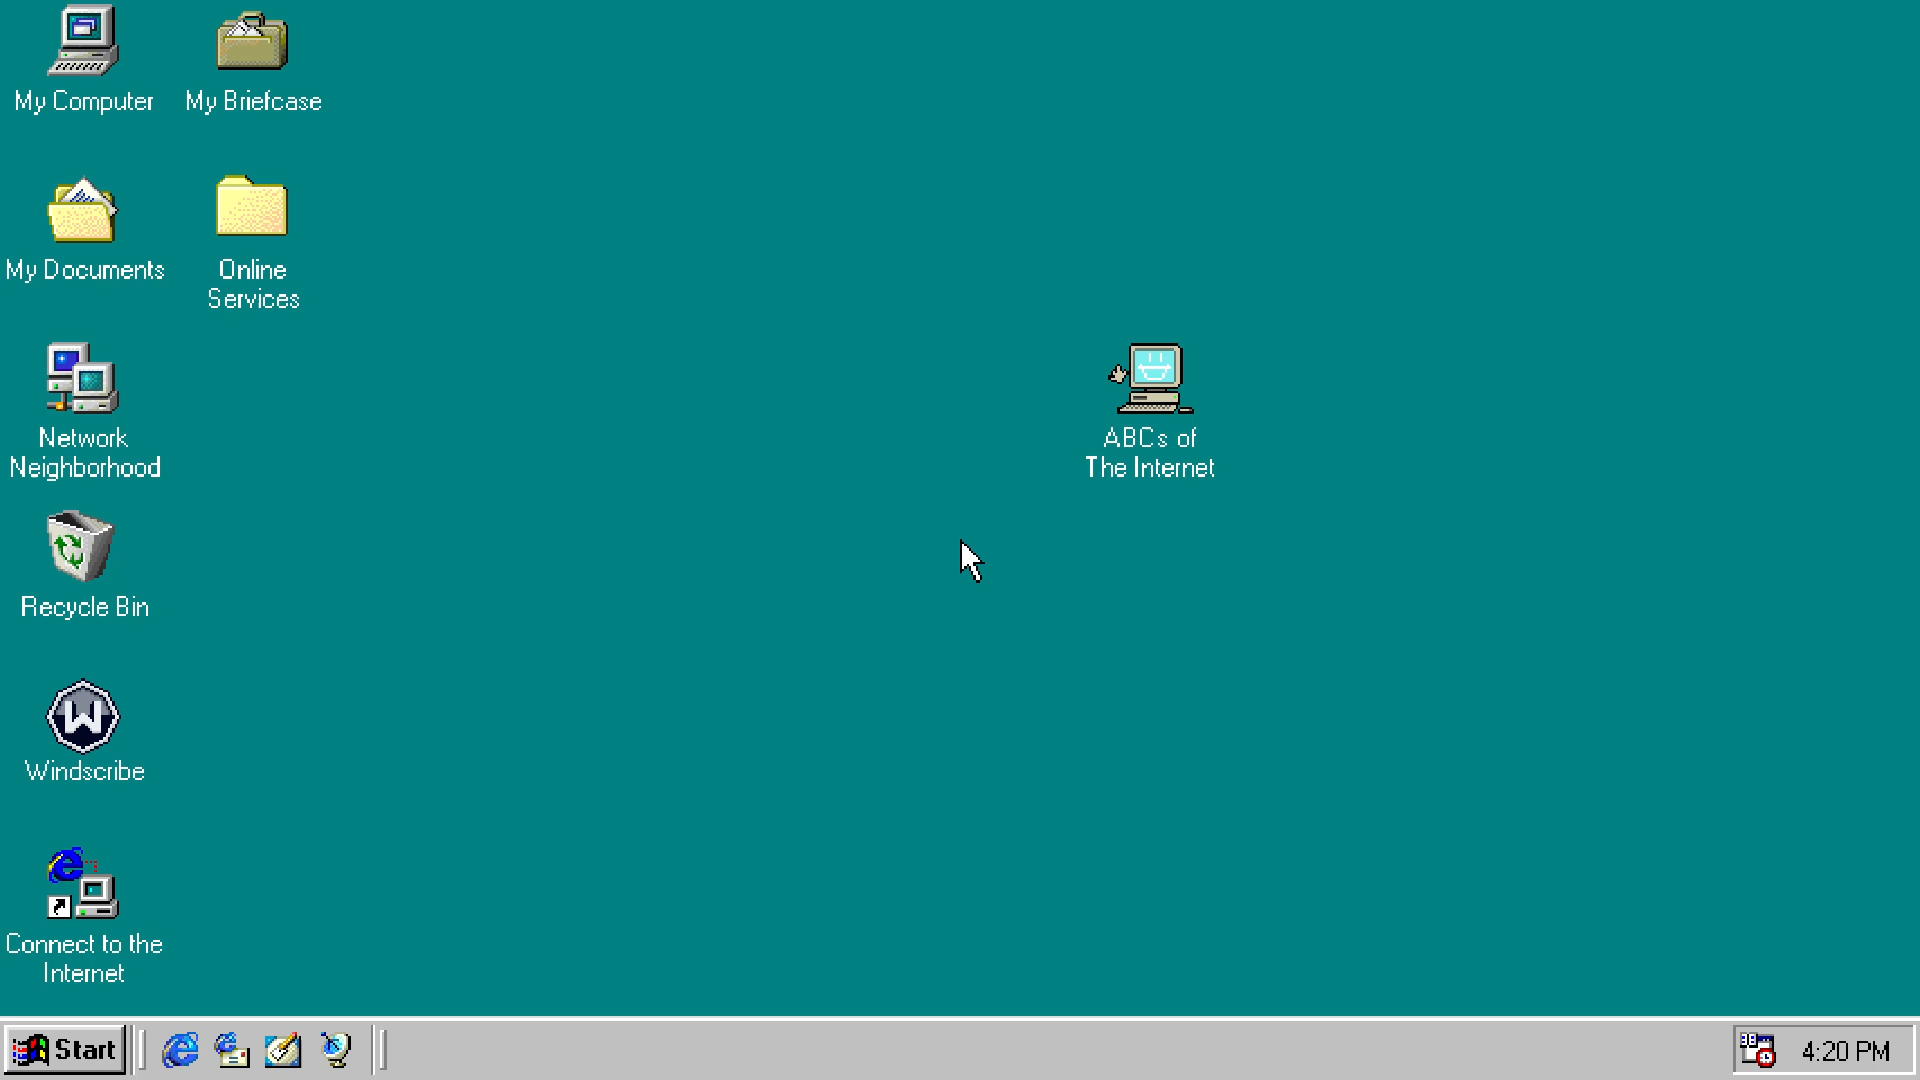 My Computer
My Briefcase
My Documents
Online
Services
Network
Neighborhood
ABCs of
The Internet
Recycle Bin
W
Windscribe
Connect to the
Internet
Start
4:20 PM